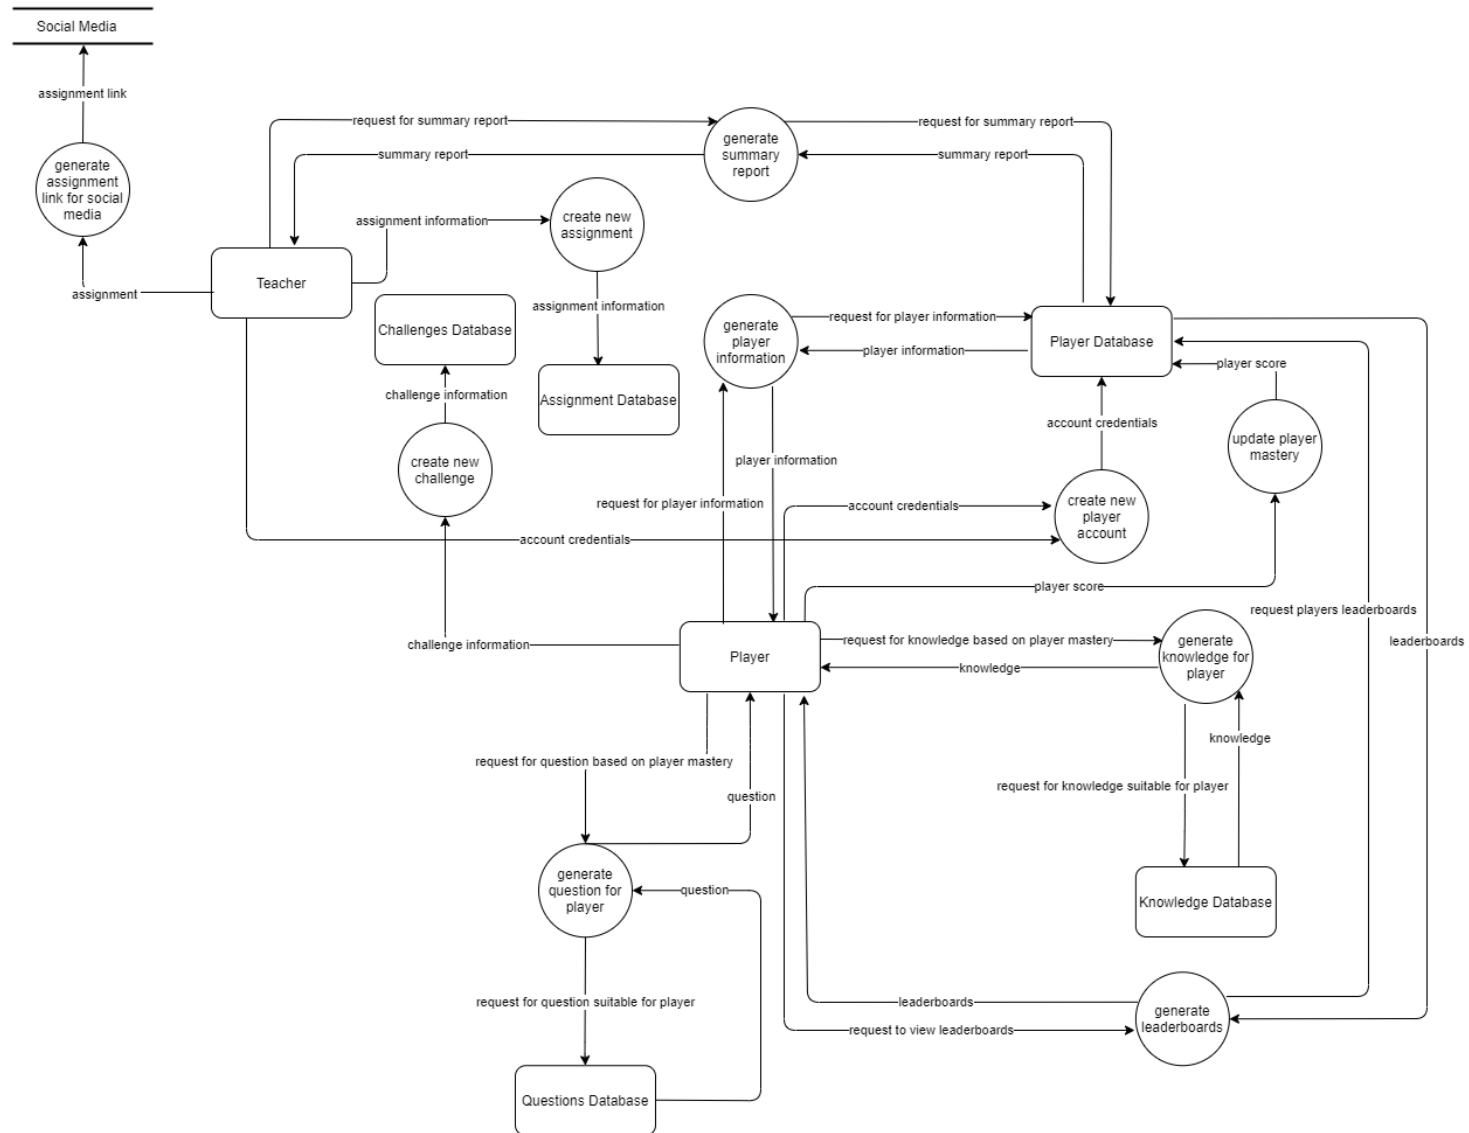 Social Media
assignment link
generate
assignment
link for social
media
assignment
Teacher
request for summary report
summary report
generate
summary
report
request for summary report
summary report
assignment information
create new
assignment
assignment information
Assignment Database
Challenges Database
challenge information
create new
challenge
challenge information
generate
player
information
request for player information
player information
Player Database
player score
update player
mastery
account credentials
create new
player
account
player information
request for player information
account credentials
account credentials
player score
request players leaderboards
leaderboards
Player
request for knowledge based on player mastery
knowledge
generate
knowledge for
player
knowledge
request for knowledge suitable for player
Knowledge Database
request for question based on player mastery
question
generate
question for
player
question
request for question suitable for player
Questions Database
leaderboards
request to view leaderboards
generate
leaderboards